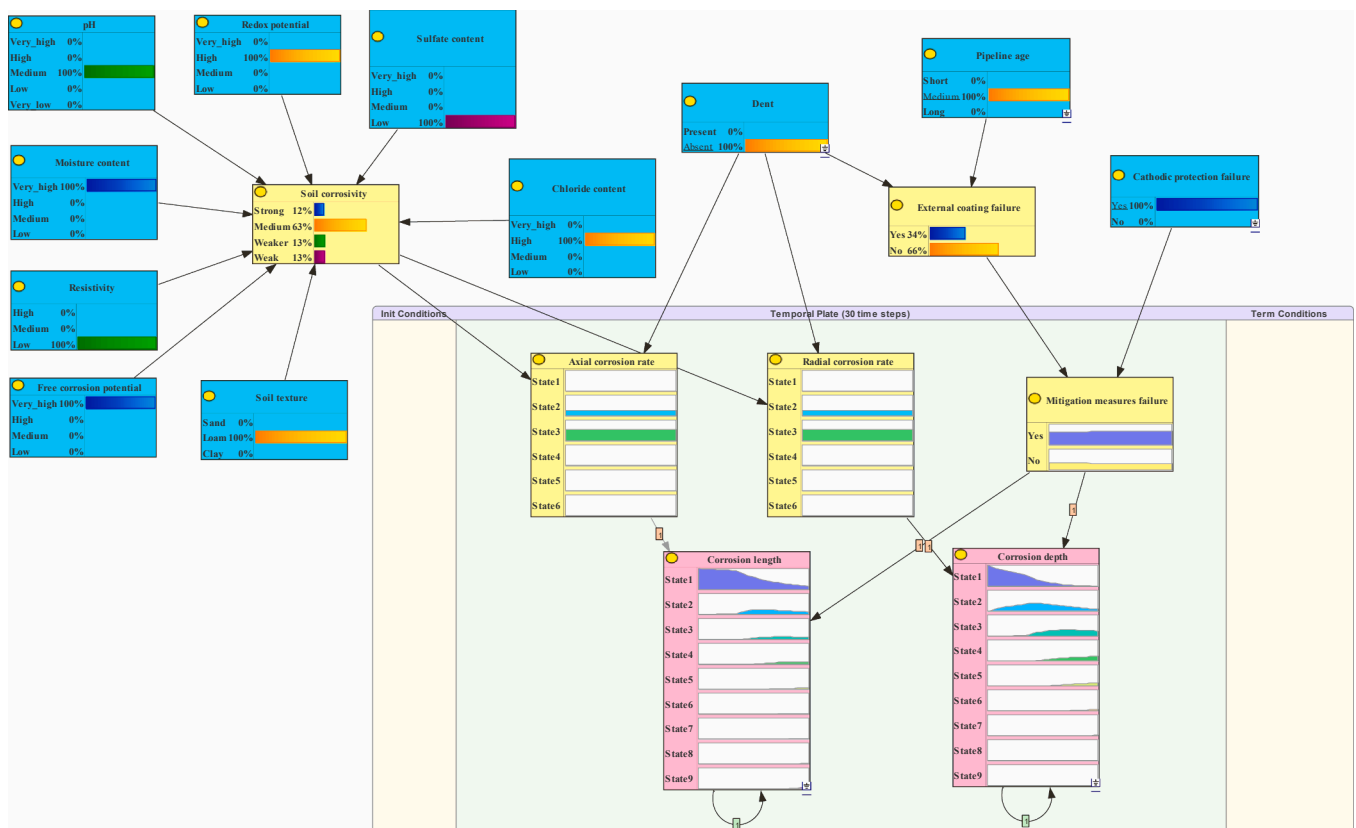 pH
Very_high 0%
High 0%
Medium 100%
Low 0%
Very_low 0%
Redox potential
Very_high 0%
High 100%
Medium 0%
Low 0%
Sulfate content
Very_high 0%
High 0%
Medium 0%
Low 100%
Dent
Present 0%
Absent 100%
Pipeline age
Short 0%
Medium 100%
Long 0%
Moisture content
Very_high 100%
High 0%
Medium 0%
Low 0%
Soil corrosivity
Strong 12%
Medium 63%
Weaker 13%
Weak 13%
Chloride content
Very_high 0%
High 100%
Medium 0%
Low 0%
External coating failure
Yes 34%
No 66%
Cathodic protection failure
Yes 100%
No 0%
Resistivity
High 0%
Medium 0%
Low 100%
Free corrosion potential
Very_high 100%
High 0%
Medium 0%
Low 0%
Soil texture
Sand 0%
Loam 100%
Clay 0%
Init Conditions
Temporal Plate (30 time steps)
Term Conditions
Axial corrosion rate
State1
State2
State3
State4
State5
State6
Radial corrosion rate
State1
State2
State3
State4
State5
State6
Mitigation measures failure
Yes
No
1
1
1
1
Corrosion length
State1
State2
State3
State4
State5
State6
State7
State8
State9
1
Corrosion depth
State1
State2
State3
State4
State5
State6
State7
State8
State9
1